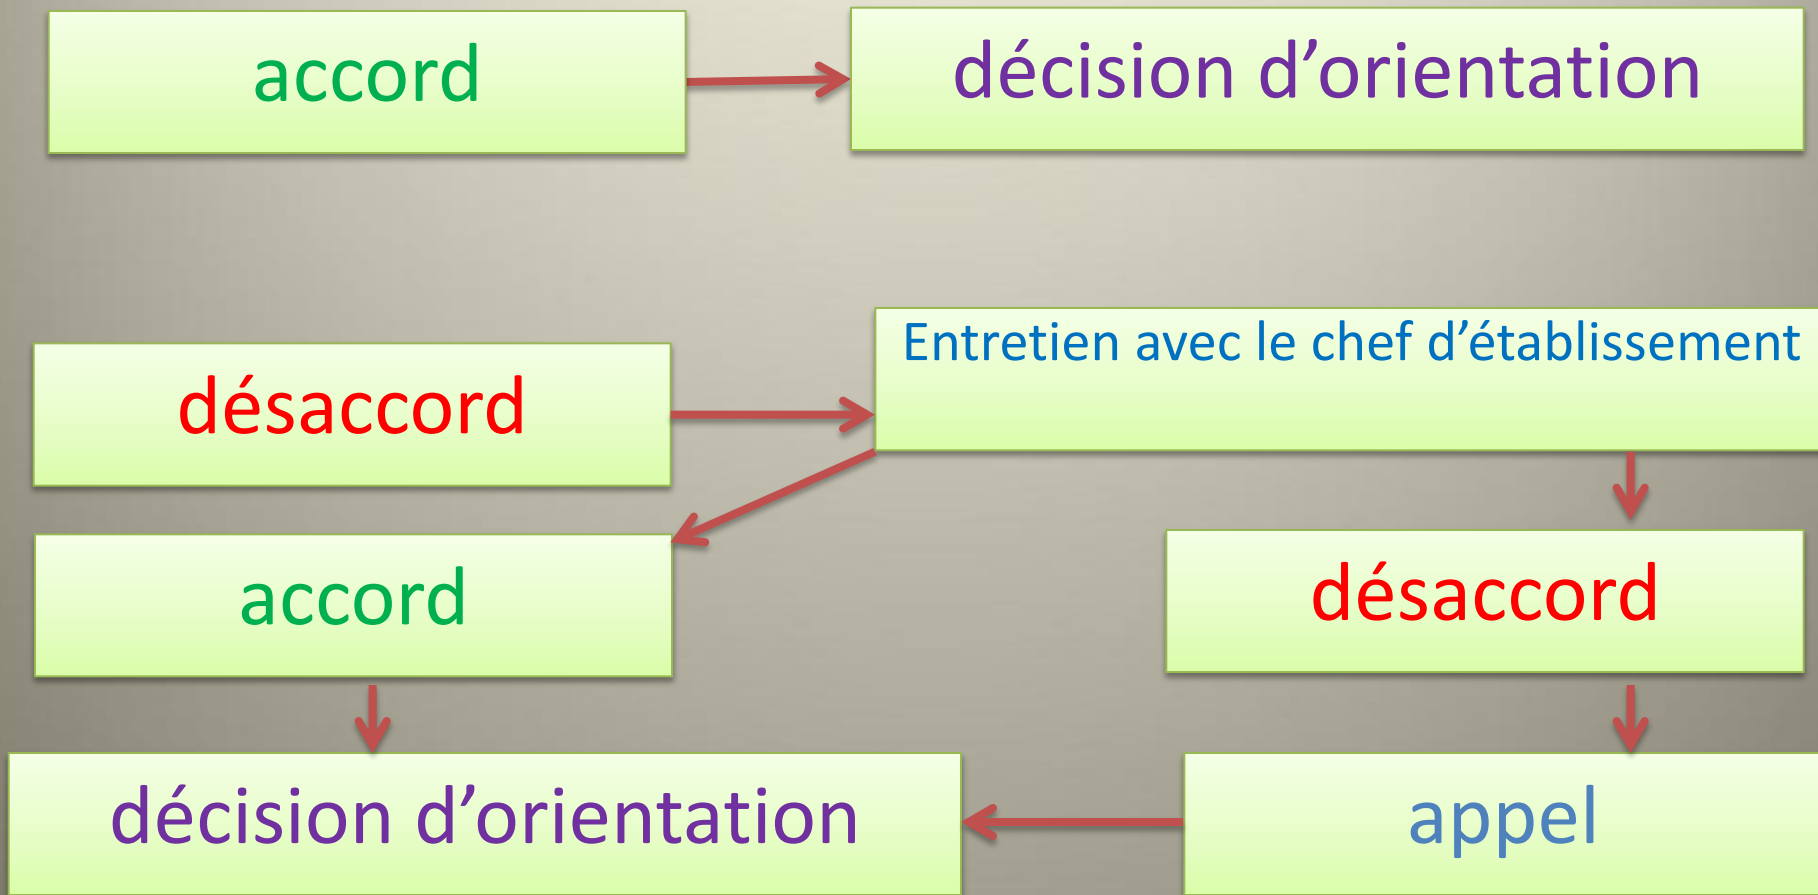 accord
décision d’orientation
Entretien avec le chef d’établissement
désaccord
accord
désaccord
décision d’orientation
appel